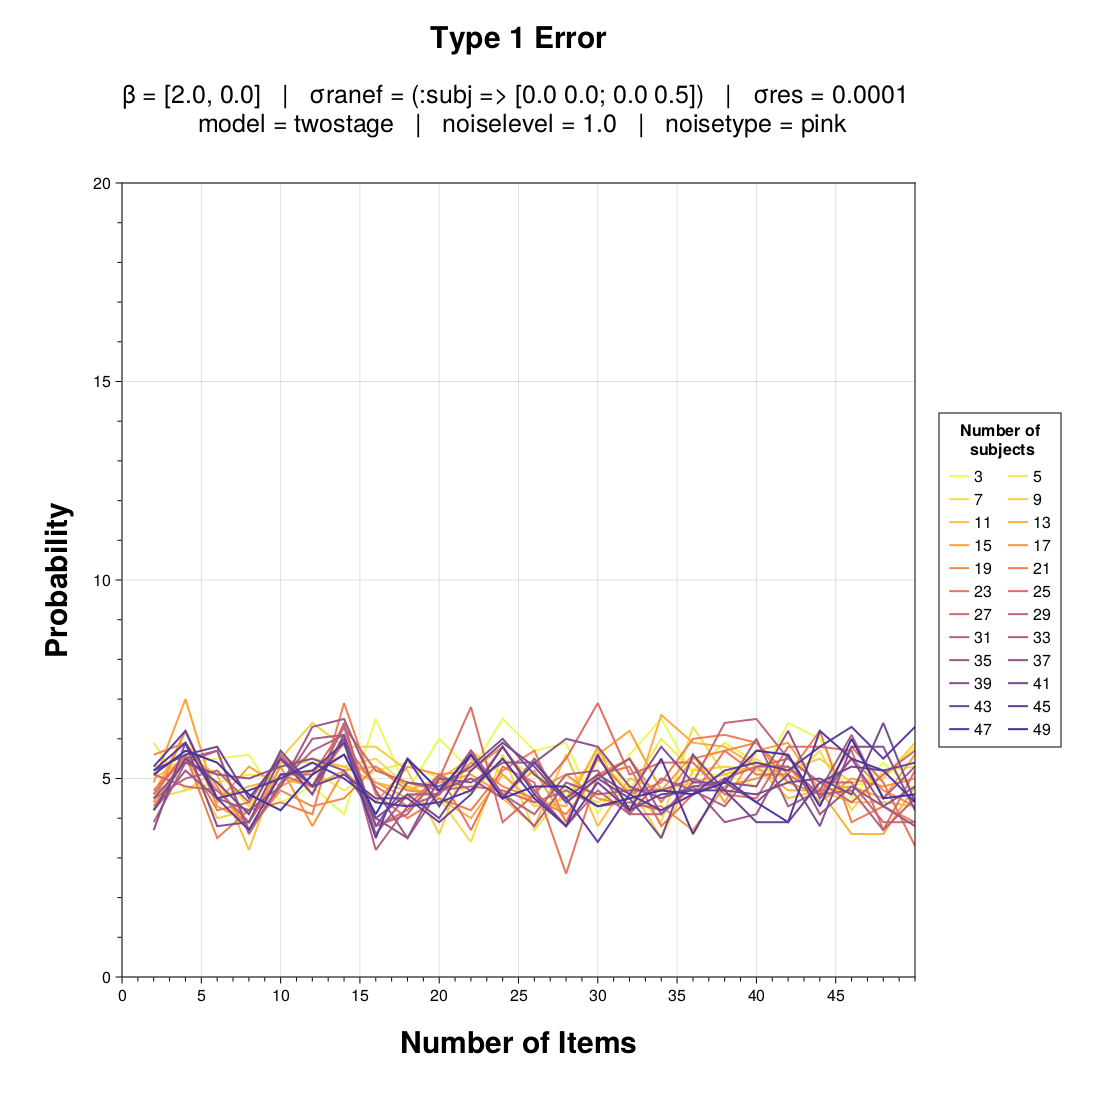 Type 1 Error
β = [2.0, 0.0]   |   σranef = (:subj => [0.0 0.0; 0.0 0.5])   |   σres = 0.0001
model = twostage   |   noiselevel = 1.0   |   noisetype = pink
20
15
10
5
0
Probability
0 5 10 15 20 25 30 35 40 45
Number of Items
Number of
subjects
3 5
7 9
11 13
15 17
19 21
23 25
27 29
31 33
35 37
39 41
43 45
47 49